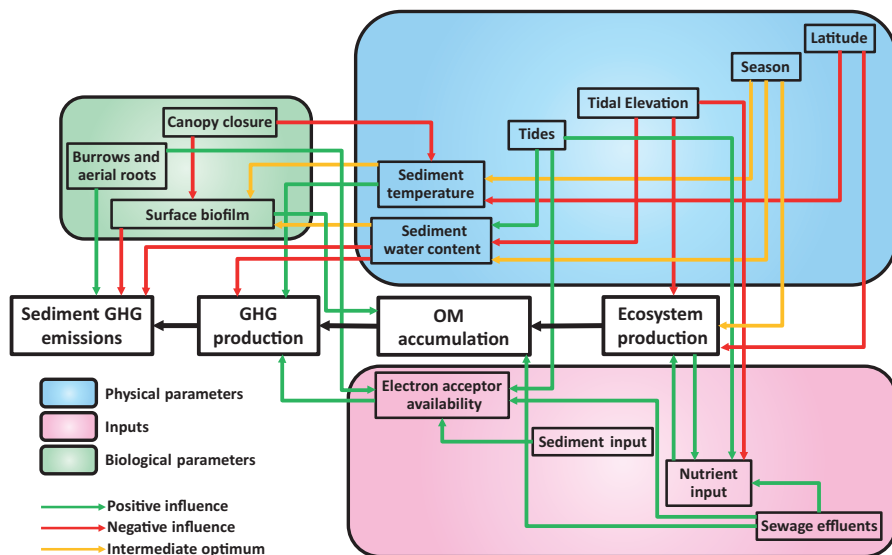 Latitude
Season
Tidal Elevation
Tides
Canopy closure
Burrows and
aerial roots
Surface biofilm
Sediment
temperature
Sediment
water content
Sediment GHG
emissions
GHG
production
OM
accumulation
Ecosystem
production
Electron acceptor
availability
Sediment input
Nutrient
input
Sewage effluents
Physical parameters
Inputs
Biological parameters
Positive influence
Negative influence
Intermediate optimum